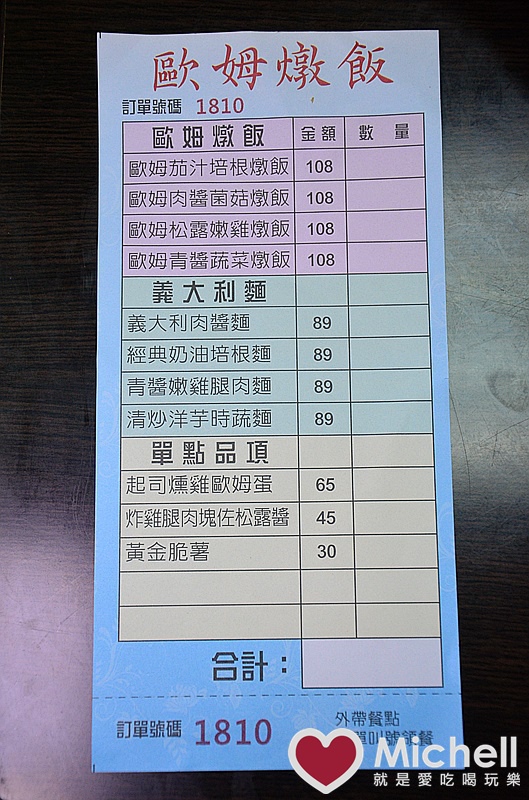 歐姆燉飯
訂單號碼 1810
歐姆燉飯 金額 數量
歐姆茄汁培根燉飯 108
歐姆肉醬菌菇燉飯 108
歐姆松露嫩雞燉飯 108
歐姆青醬蔬菜燉飯 108
義大利麵
義大利肉醬麵 89
經典奶油培根麵 89
青醬嫩雞腿肉麵 89
清炒洋芋時蔬麵 89
單點品項
起司燻雞歐姆蛋 65
炸雞腿肉塊佐松露醬 45
黃金脆薯 30
合計：
訂單號碼 1810
外帶餐點
單叫號領餐
Michell
就是愛吃喝玩樂